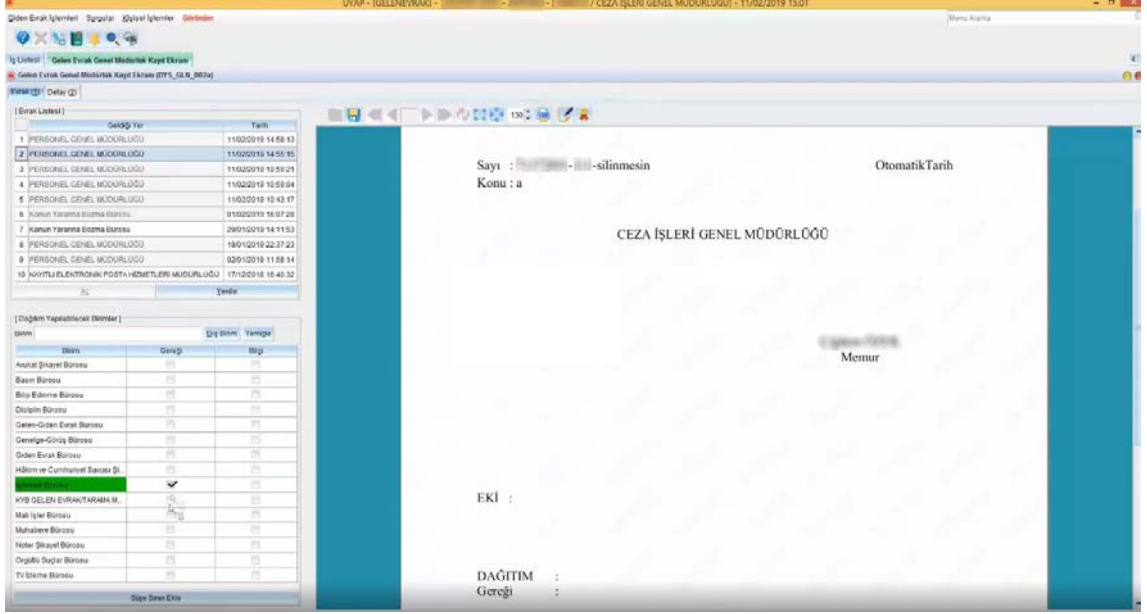 UYAP - [GELENEVRAK] - / CEZA İŞLERİ GENEL MÜDÜRLÜĞÜ] - 11/02/2019 15:01
Giden Evrak İşlemleri Sorgular Kişisel İşlemler Görünüm Menu Arama
İş Listesi Gelen Evrak Genel Müdürlük Kayıt Ekranı
Gelen Evrak Genel Müdürlük Kayıt Ekranı
Evrak (1) Detay (2)
[ Evrak Listesi ]
Geldiği Yer Tarih
1 PERSONEL GENEL MÜDÜRLÜĞÜ 11/02/2019 14:58:13
2 PERSONEL GENEL MÜDÜRLÜĞÜ 11/02/2019 14:55:15
3 PERSONEL GENEL MÜDÜRLÜĞÜ 11/02/2019 10:59:21
4 PERSONEL GENEL MÜDÜRLÜĞÜ 11/02/2019 10:59:04
5 PERSONEL GENEL MÜDÜRLÜĞÜ 11/02/2019 10:43:17
6 Kanun Yararına Bozma Bürosu 01/02/2019 16:07:28
7 Kanun Yararına Bozma Bürosu 29/01/2019 14:11:53
8 PERSONEL GENEL MÜDÜRLÜĞÜ 18/01/2019 22:37:23
9 PERSONEL GENEL MÜDÜRLÜĞÜ 02/01/2019 11:58:14
10 KAYITLI ELEKTRONİK POSTA HİZMETLERİ MÜDÜRLÜĞÜ 17/12/2018 16:40:32
Aç Yenile
[ Dağıtım Yapılabilecek Birimler ]
Birim Dış Birim Temizle
Birim Gereği Bilgi
Avukat Şikayet Bürosu
Basın Bürosu
Bilgi Edinme Bürosu
Disiplin Bürosu
Gelen-Giden Evrak Bürosu
Genelge-Görüş Bürosu
Giden Evrak Bürosu
Hâkim ve Cumhuriyet Savcısı Şi...
KYB GELEN EVRAK/TARAMA M...
Mali İşler Bürosu
Muhabere Bürosu
Noter Şikayet Bürosu
Örgütlü Suçlar Bürosu
TV İzleme Bürosu
Süre Sınırı Ekle
130
Sayı : -silinmesin OtomatikTarih
Konu : a
CEZA İŞLERİ GENEL MÜDÜRLÜĞÜ
Memur
EKİ :
DAĞITIM :
Gereği :